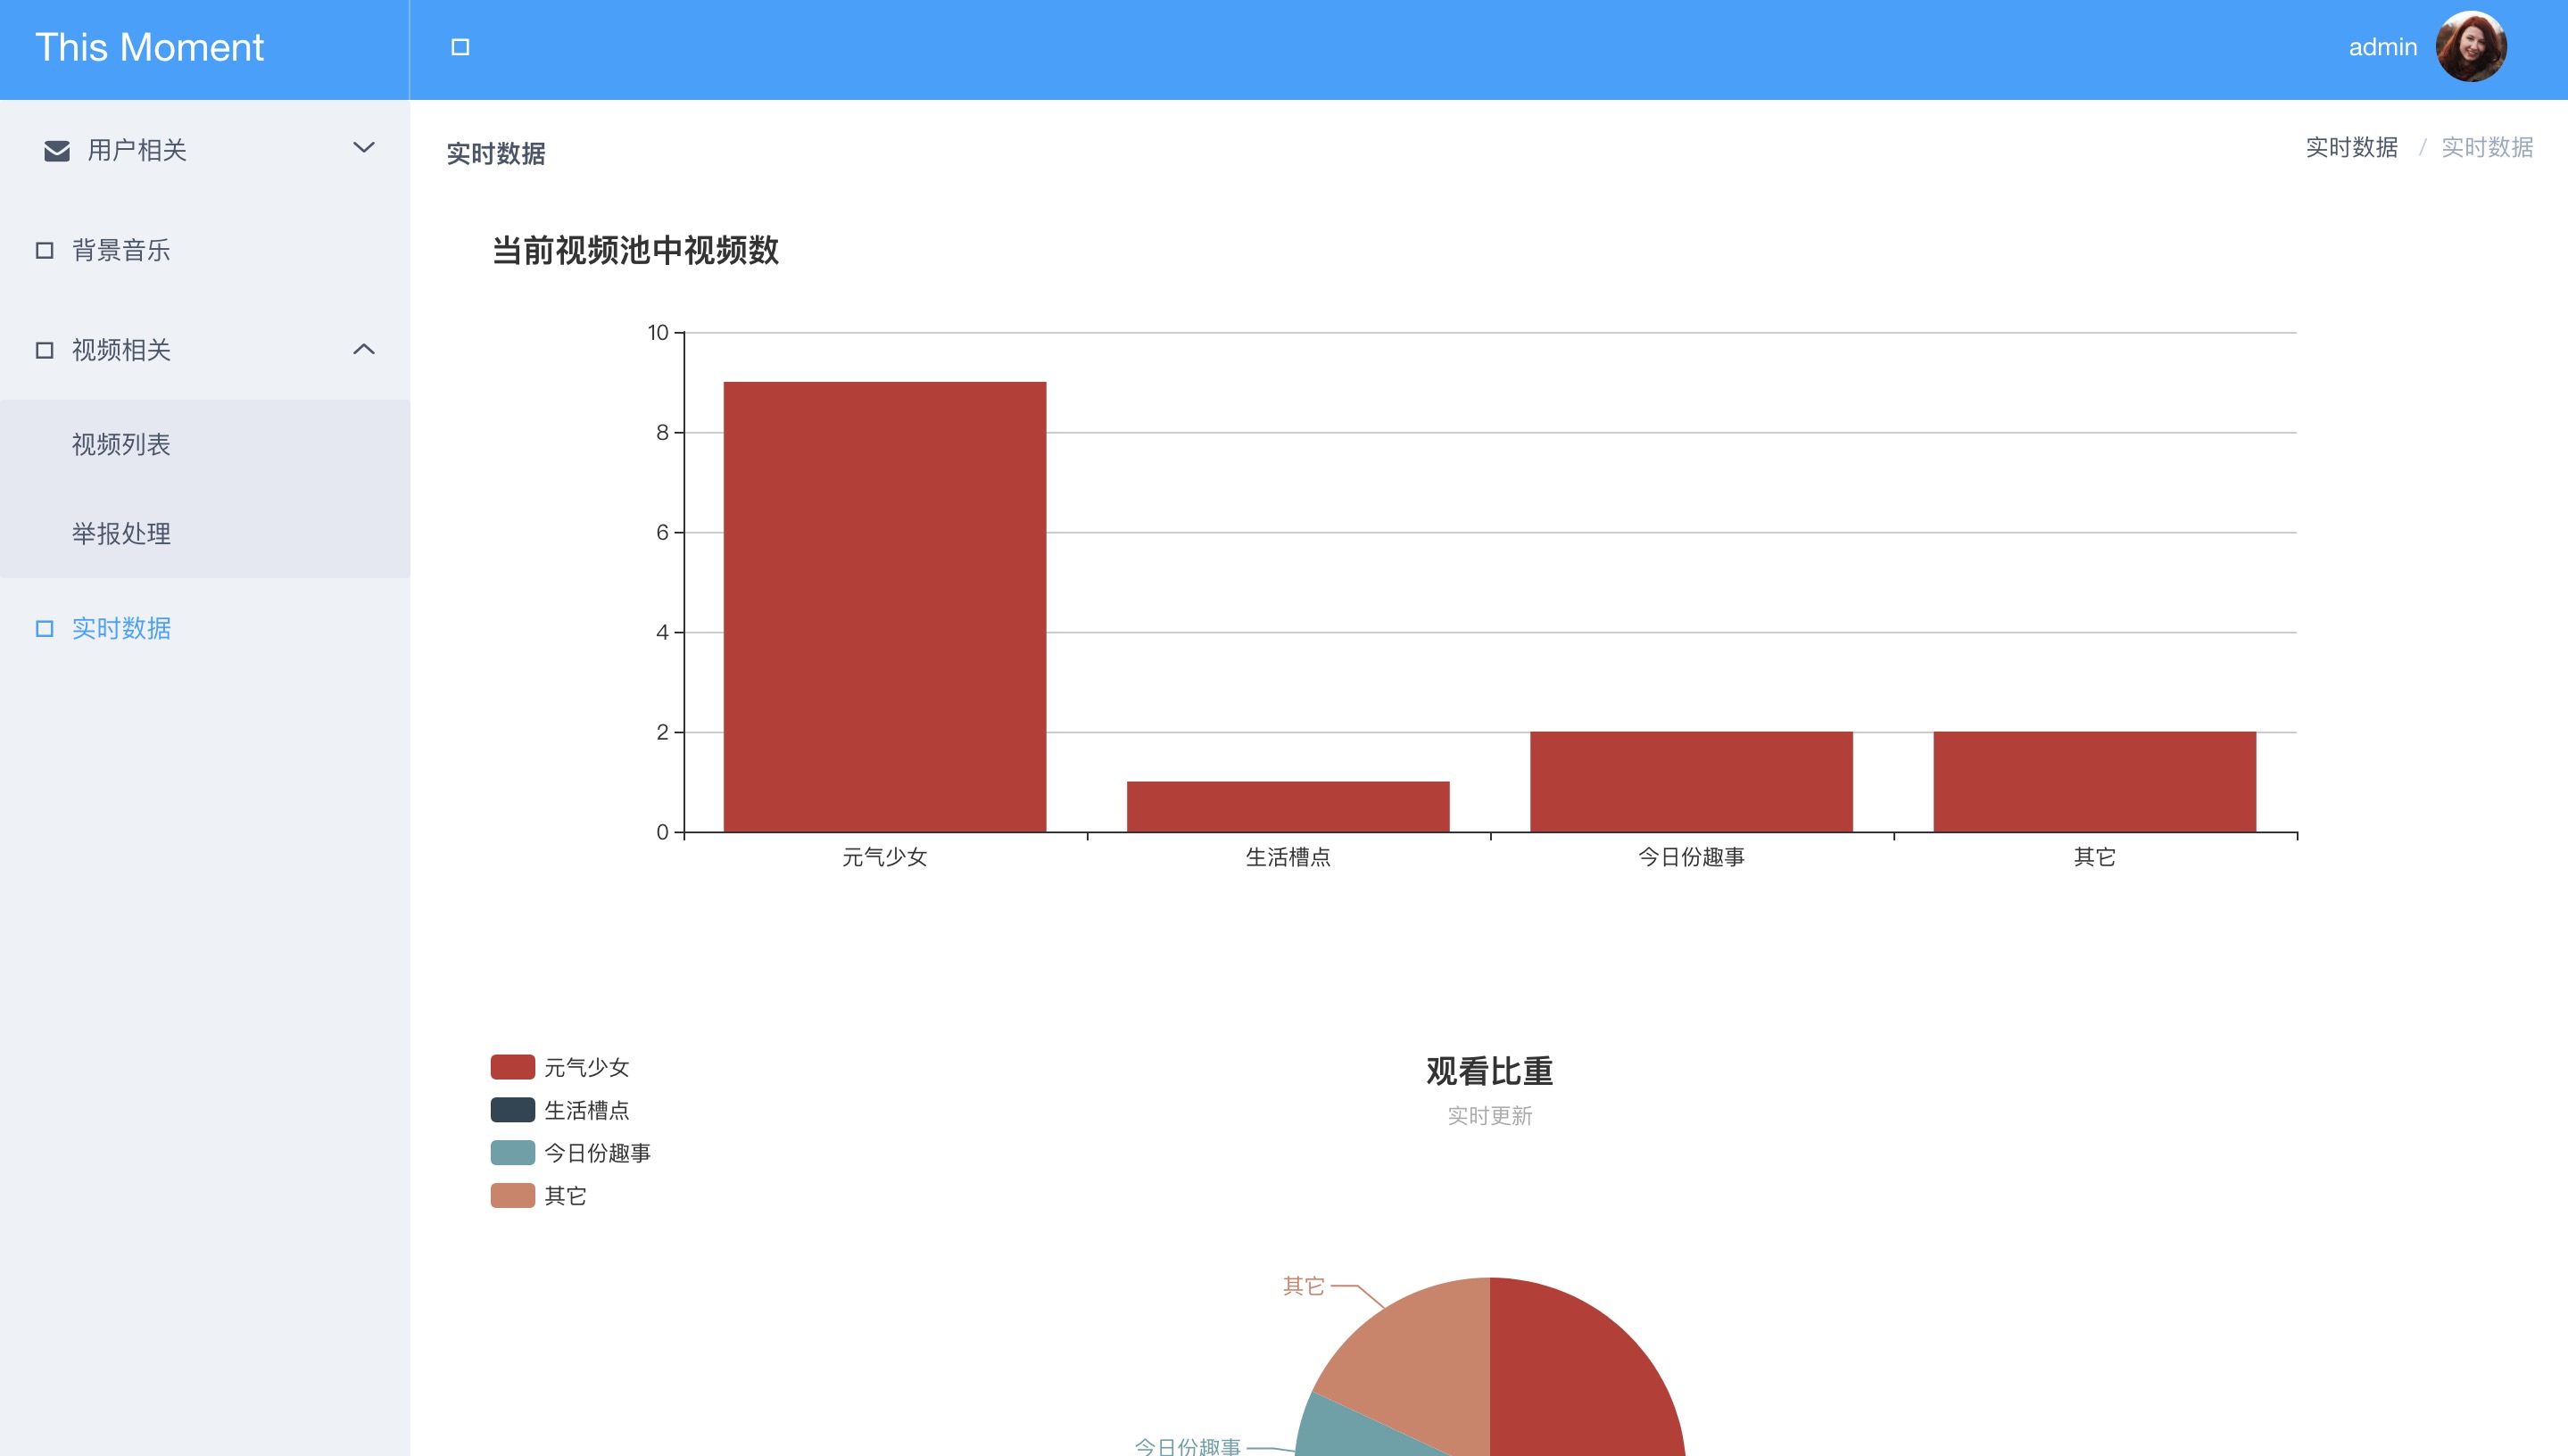 This Moment
admin
用户相关
背景音乐
视频相关
视频列表
举报处理
实时数据
实时数据
实时数据 / 实时数据
当前视频池中视频数
10
8
6
4
2
0
元气少女
生活槽点
今日份趣事
其它
元气少女
生活槽点
今日份趣事
其它
观看比重
实时更新
其它
今日份趣事